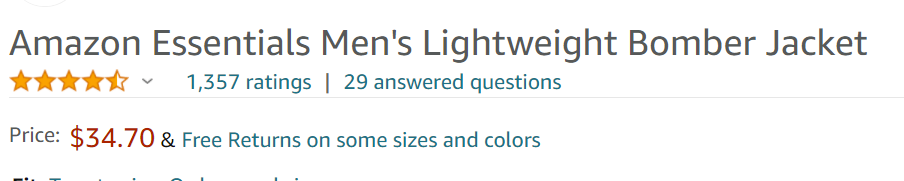 Amazon Essentials Men's Lightweight Bomber Jacket
1,357 ratings | 29 answered questions
Price: $34.70 & Free Returns on some sizes and colors